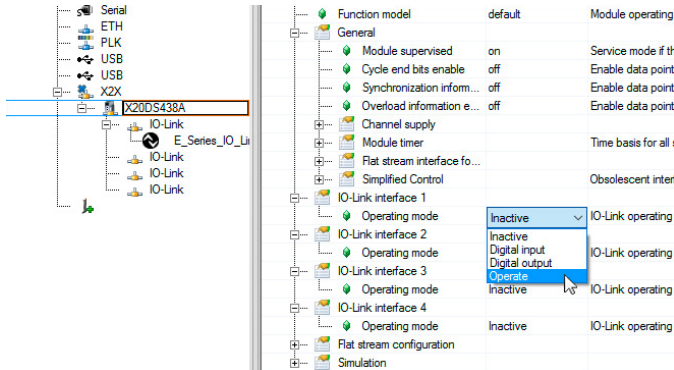 Serial
ETH
PLK
USB
USB
X2X
X20DS438A
IO-Link
E_Series_IO_Li
IO-Link
IO-Link
IO-Link
Function model default Module operating
General
Module supervised on Service mode if th
Cycle end bits enable off Enable data point
Synchronization inform... off Enable data point
Overload information e... off Enable data point
Channel supply
Module timer Time basis for all s
Flat stream interface fo...
Simplified Control Obsolescent inter
IO-Link interface 1
Operating mode Inactive IO-Link operating
Inactive
Digital input
Digital output
Operate
IO-Link interface 2
Operating mode IO-Link operating
IO-Link interface 3
Operating mode Inactive IO-Link operating
IO-Link interface 4
Operating mode Inactive IO-Link operating
Flat stream configuration
Simulation